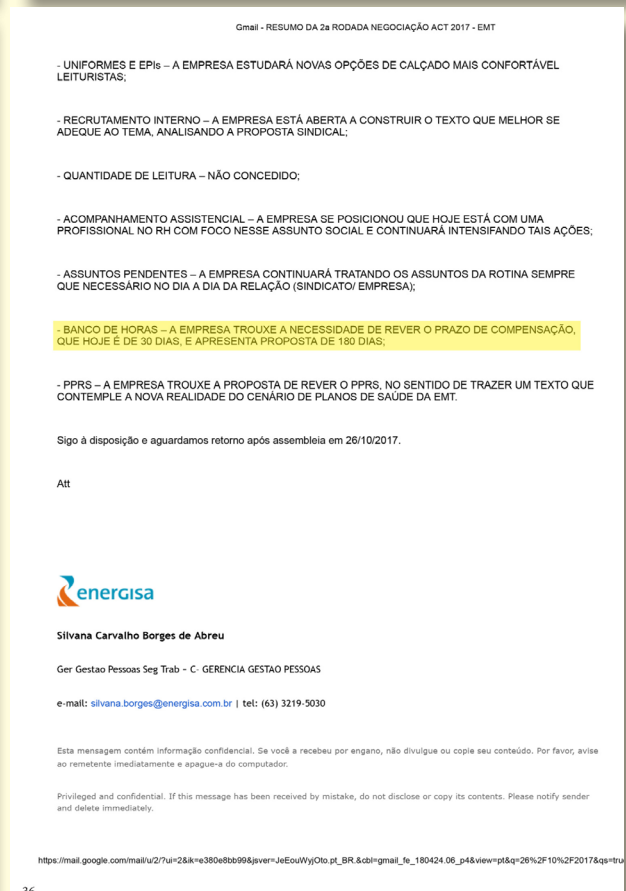 Gmail - RESUMO DA 2a RODADA NEGOCIAÇÃO ACT 2017 - EMT
- UNIFORMES E EPIs – A EMPRESA ESTUDARÁ NOVAS OPÇÕES DE CALÇADO MAIS CONFORTÁVEL
LEITURISTAS;
- RECRUTAMENTO INTERNO – A EMPRESA ESTÁ ABERTA A CONSTRUIR O TEXTO QUE MELHOR SE
ADEQUE AO TEMA, ANALISANDO A PROPOSTA SINDICAL;
- QUANTIDADE DE LEITURA – NÃO CONCEDIDO;
- ACOMPANHAMENTO ASSISTENCIAL – A EMPRESA SE POSICIONOU QUE HOJE ESTÁ COM UMA
PROFISSIONAL NO RH COM FOCO NESSE ASSUNTO SOCIAL E CONTINUARÁ INTENSIFANDO TAIS AÇÕES;
- ASSUNTOS PENDENTES – A EMPRESA CONTINUARÁ TRATANDO OS ASSUNTOS DA ROTINA SEMPRE
QUE NECESSÁRIO NO DIA A DIA DA RELAÇÃO (SINDICATO/ EMPRESA);
- BANCO DE HORAS – A EMPRESA TROUXE A NECESSIDADE DE REVER O PRAZO DE COMPENSAÇÃO,
QUE HOJE É DE 30 DIAS, E APRESENTA PROPOSTA DE 180 DIAS;
- PPRS – A EMPRESA TROUXE A PROPOSTA DE REVER O PPRS, NO SENTIDO DE TRAZER UM TEXTO QUE
CONTEMPLE A NOVA REALIDADE DO CENÁRIO DE PLANOS DE SAÚDE DA EMT.
Sigo à disposição e aguardamos retorno após assembleia em 26/10/2017.
Att
energisa
Silvana Carvalho Borges de Abreu
Ger Gestao Pessoas Seg Trab – C- GERENCIA GESTAO PESSOAS
e-mail: silvana.borges@energisa.com.br | tel: (63) 3219-5030
Esta mensagem contém informação confidencial. Se você a recebeu por engano, não divulgue ou copie seu conteúdo. Por favor, avise
ao remetente imediatamente e apague-a do computador.
Privileged and confidential. If this message has been received by mistake, do not disclose or copy its contents. Please notify sender
and delete immediately.
https://mail.google.com/mail/u/2/?ui=2&ik=e380e8bb99&jsver=JeEouWyjOto.pt_BR.&cbl=gmail_fe_180424.06_p4&view=pt&q=26%2F10%2F2017&qs=tru